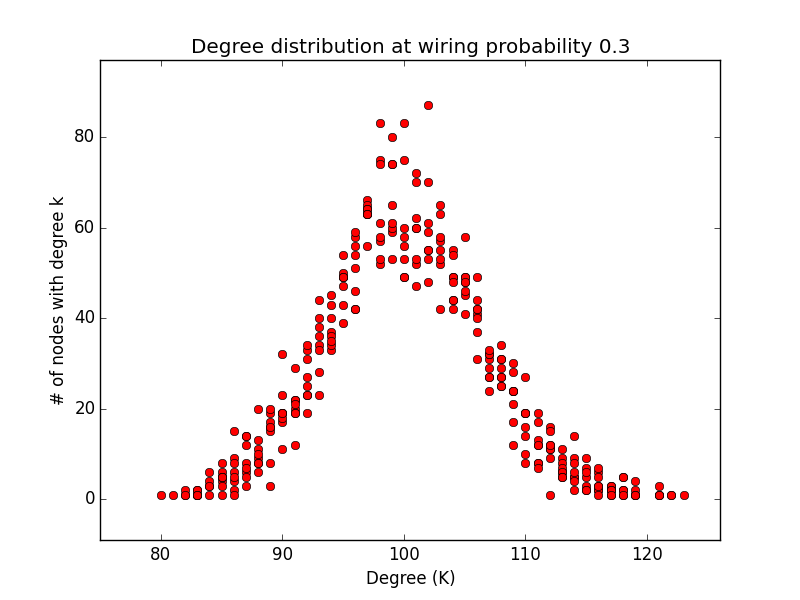 Degree distribution at wiring probability 0.3
# of nodes with degree k
80
60
40
20
0
80 90 100 110 120
Degree (K)